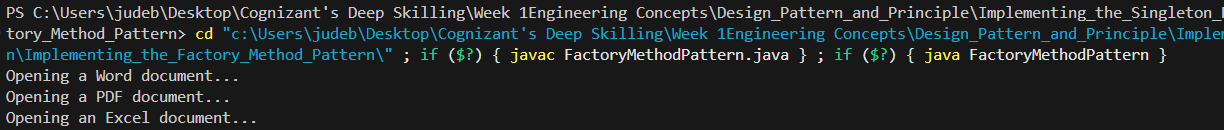 PS C:\Users\judeb\Desktop\Cognizant's Deep Skilling\Week 1Engineering Concepts\Design_Pattern_and_Principle\Implementing_the_Singleton_
tory_Method_Pattern> cd "c:\Users\judeb\Desktop\Cognizant's Deep Skilling\Week 1Engineering Concepts\Design_Pattern_and_Principle\Implem
n\Implementing_the_Factory_Method_Pattern\" ; if ($?) { javac FactoryMethodPattern.java } ; if ($?) { java FactoryMethodPattern }
Opening a Word document...
Opening a PDF document...
Opening an Excel document...